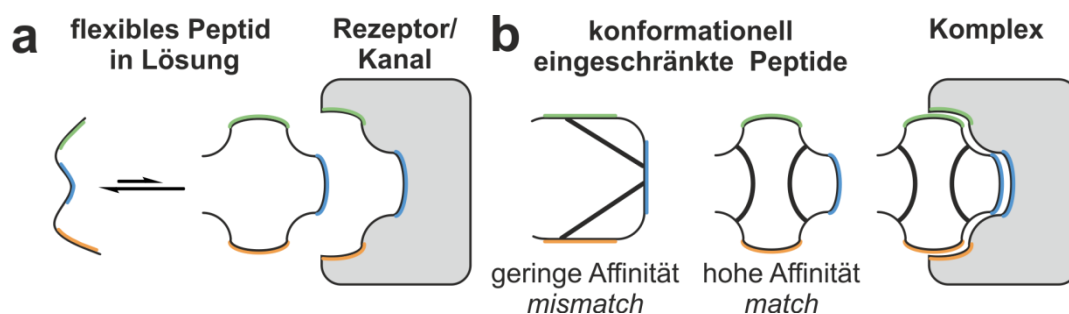 a
flexibles Peptid
in Lösung
Rezeptor/
Kanal
b
konformationell
eingeschränkte Peptide
Komplex
geringe Affinität
mismatch
hohe Affinität
match